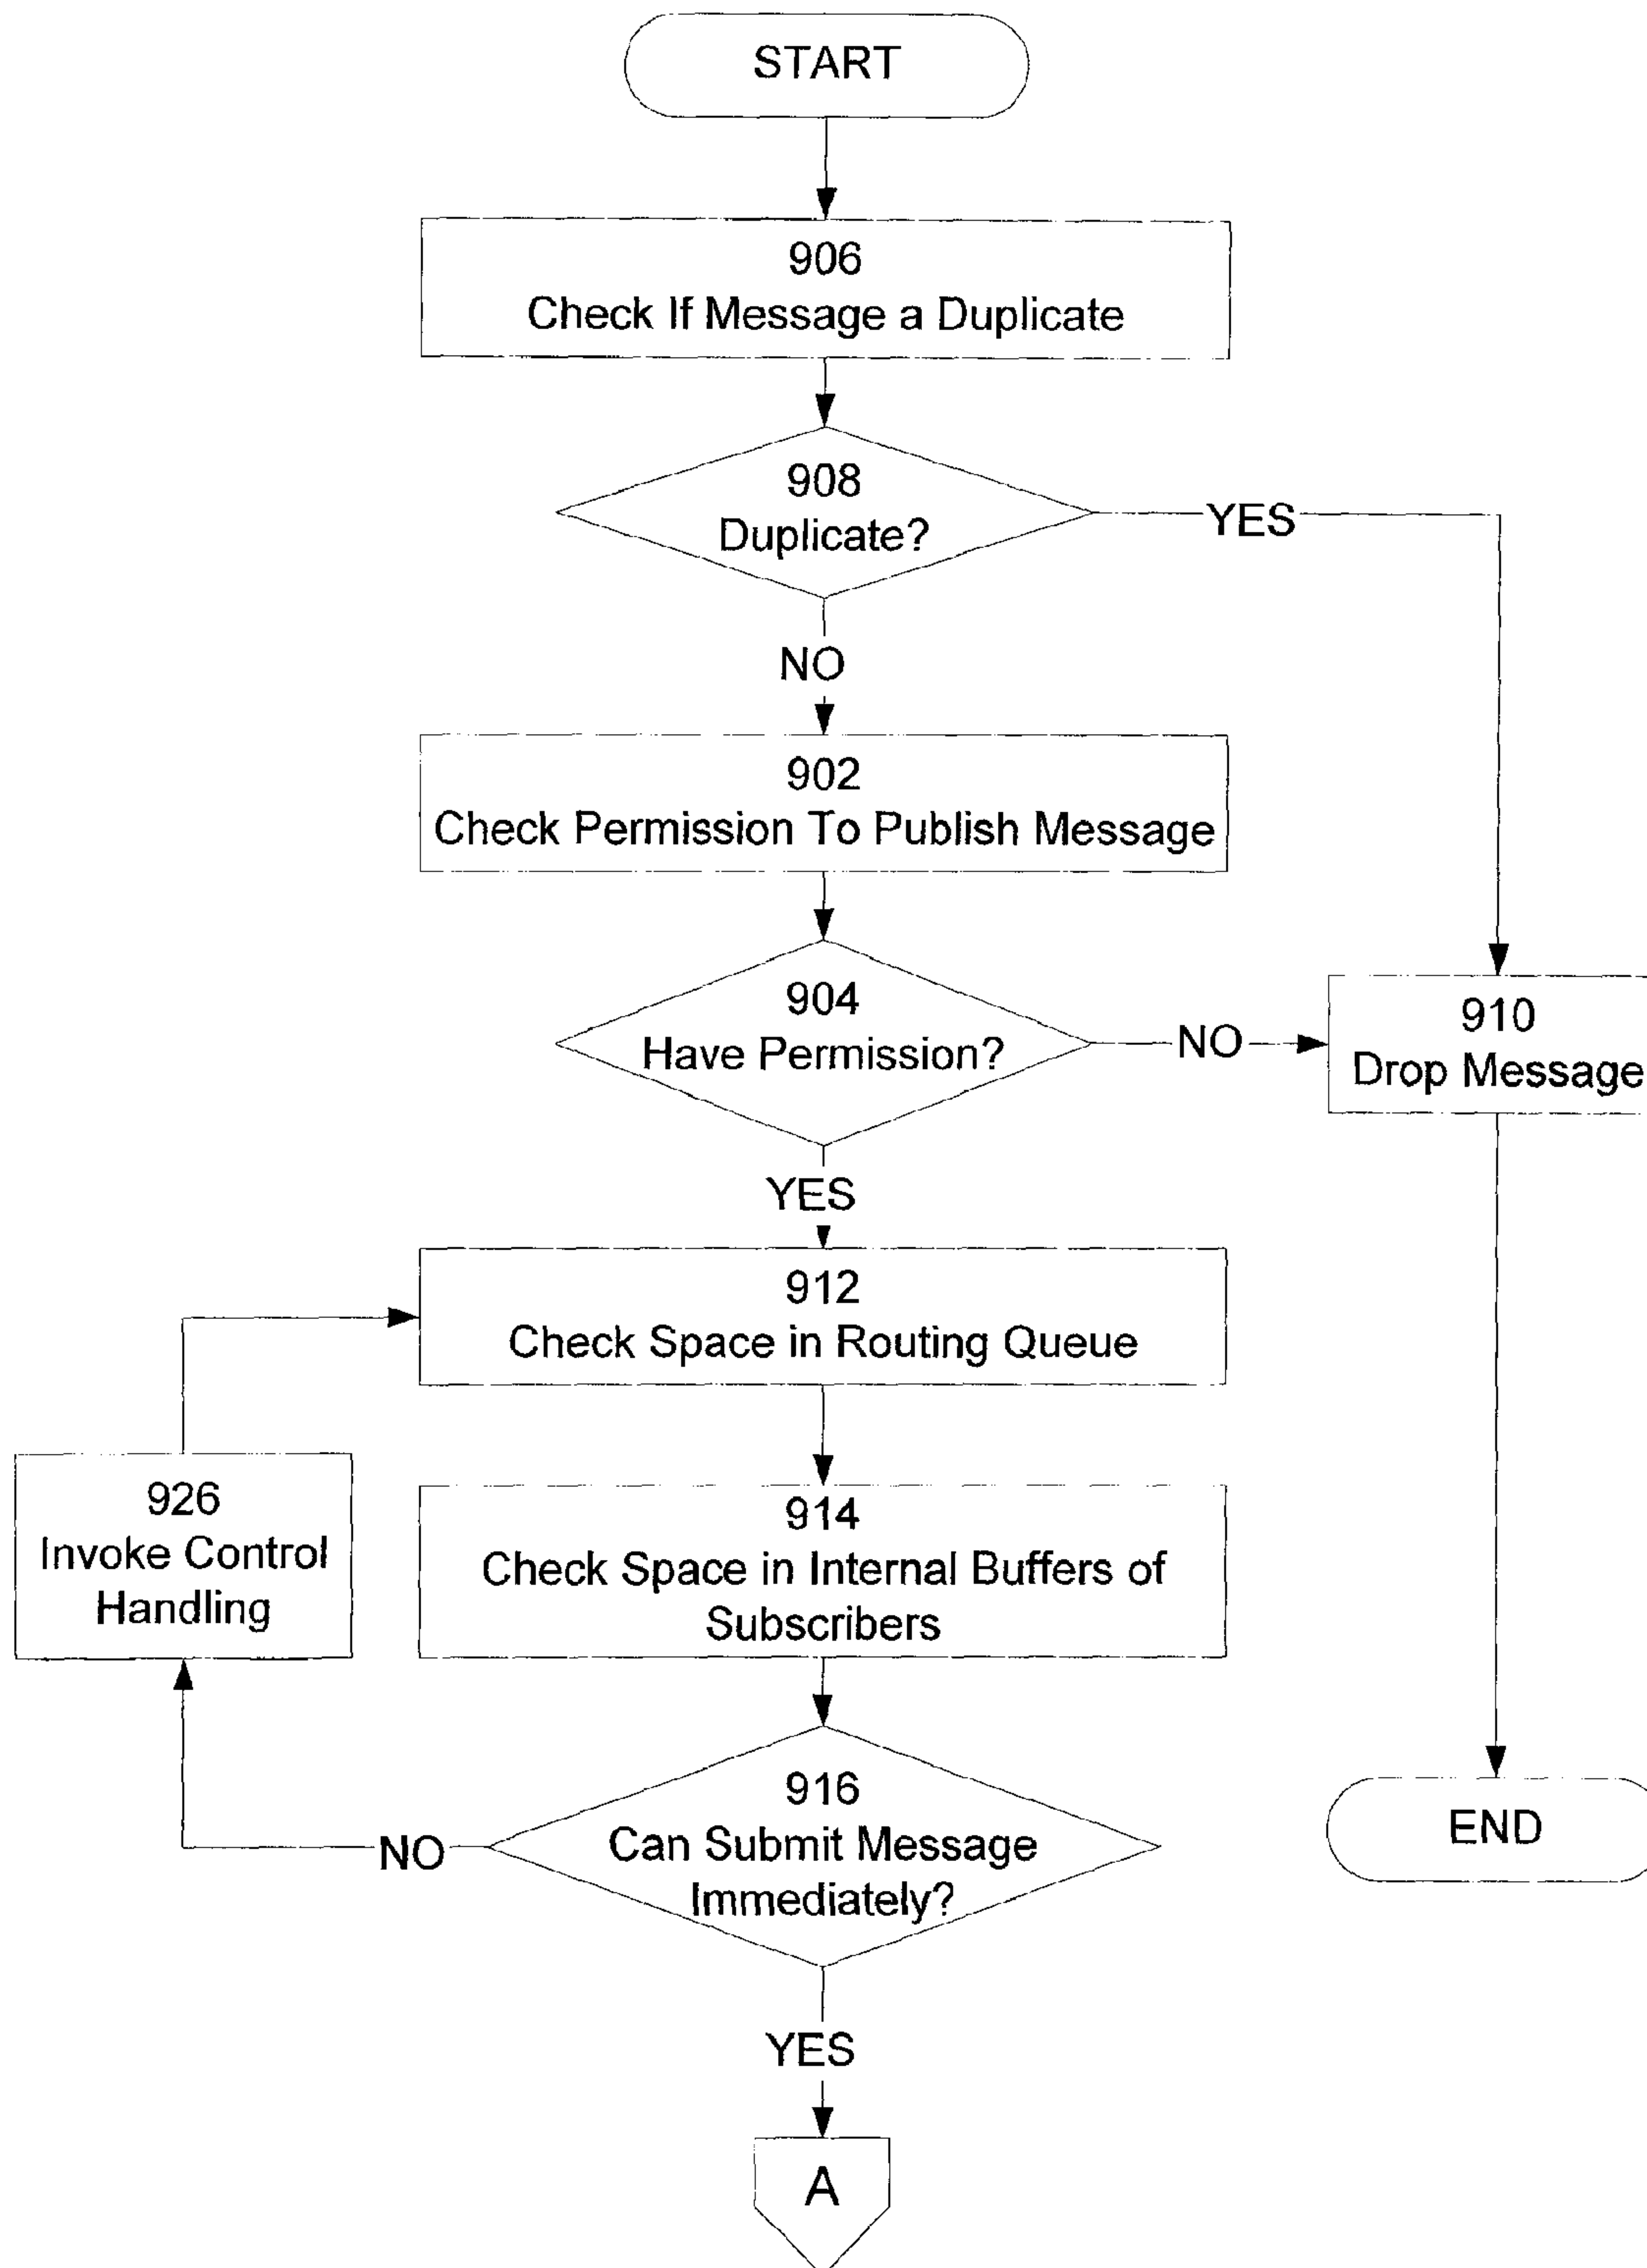 START
906
Check If Message a Duplicate
908
Duplicate?
YES
NO
902
Check Permission To Publish Message
904
Have Permission?
NO
910
Drop Message
YES
912
Check Space in Routing Queue
926
Invoke Control
Handling
914
Check Space in Internal Buffers of
Subscribers
916
Can Submit Message
Immediately?
NO
END
YES
A